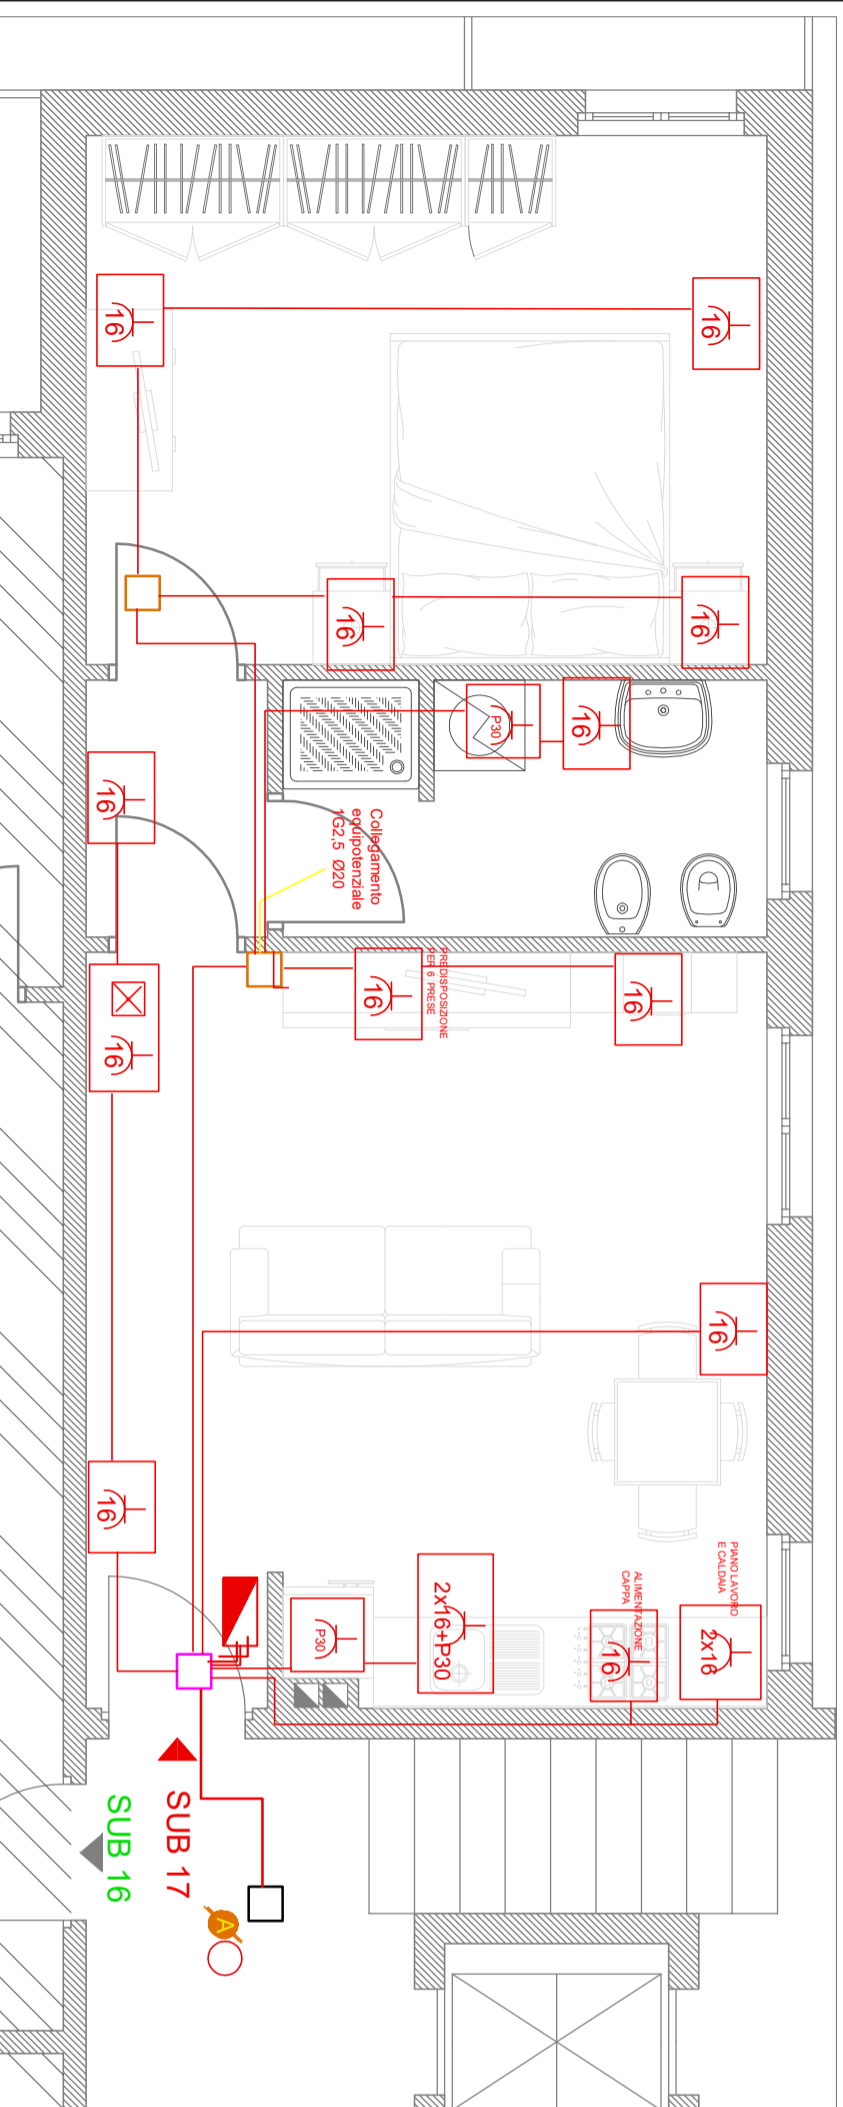 16
16
16
16
P30
16
16
Collegamento
equipotenziale
1G2,5 Ø20
PREDISPOSIZIONE
PER 6 PRESE
16
16
16
16
16
PIANO LAVORO
E CALDAIA
ALIMENTAZIONE
CAPPA
2x16+P30
P30
16
2x16
SUB 17
SUB 16
A